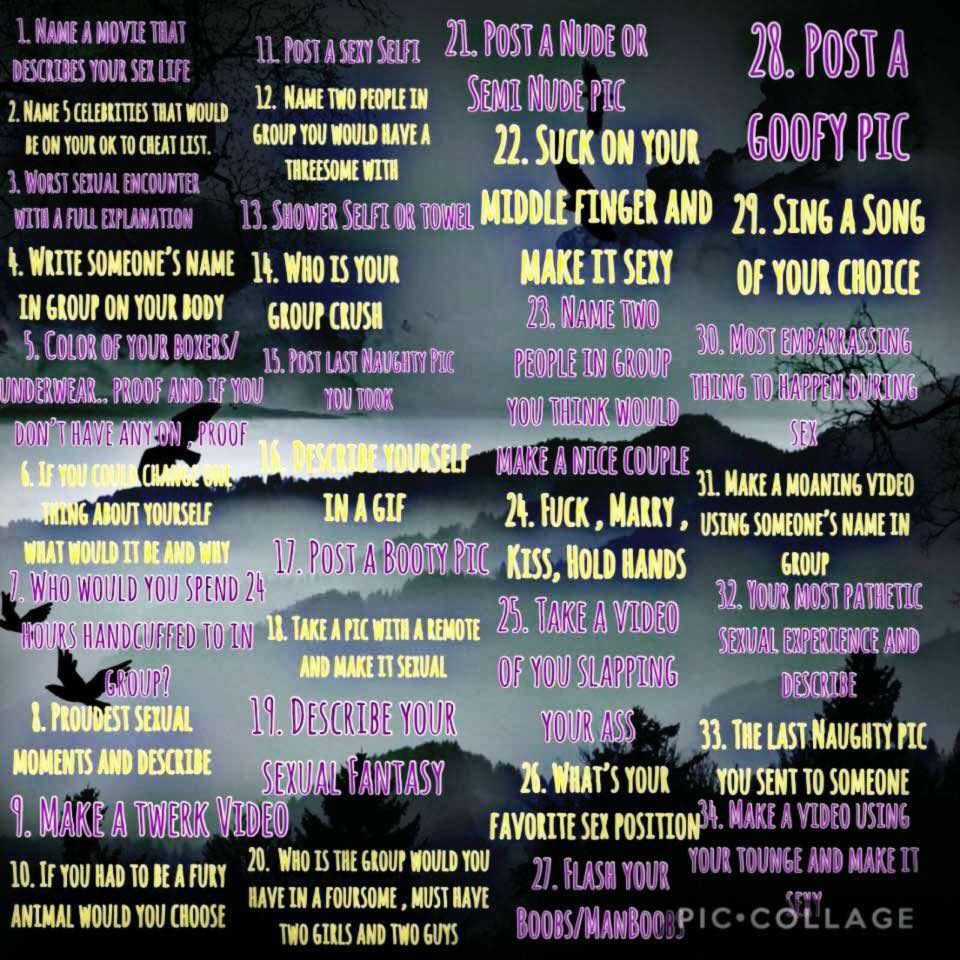 1. Name a movie that
describes your sex life
2. Name 5 celebritties that would
be on your ok to cheat list.
3. Worst sexual encounter
with a full explanation
4. Write someone's name
in group on your body
5. Color of your boxers/
underwear.. proof and if you
don't have any on , proof
6. If you could change one
thing about yourself
what would it be and why
7. Who would you spend 24
hours handcuffed to in
group?
8. Proudest sexual
moments and describe
9. Make a twerk Video
10. If you had to be a fury
animal would you choose
11. Post a sexy Selfi
12. Name two people in
group you would have a
threesome with
13. Shower Selfi or towel
14. Who is your
group crush
15. Post last Naughty Pic
you took
16. Describe yourself
in a gif
17. Post a Booty Pic
18. Take a pic with a remote
and make it sexual
19. Describe your
sexual Fantasy
20. Who is the group would you
have in a foursome , must have
two girls and two guys
21. Post a Nude or
Semi Nude pic
22. Suck on your
middle finger and
make it sexy
23. Name two
people in group
you think would
make a nice couple
24. Fuck , Marry ,
Kiss, Hold hands
25. Take a video
of you slapping
your ass
26. What's your
favorite sex position
27. Flash your
Boobs/ManBoobs
28. Post a
goofy pic
29. Sing a Song
of your choice
30. Most embarrassing
thing to happen during
sex
31. Make a moaning video
using someone's name in
group
32. Your most pathetic
sexual experience and
describe
33. The last Naughty pic
you sent to someone
34. Make a video using
your tounge and make it
sexy
PIC•COLLAGE